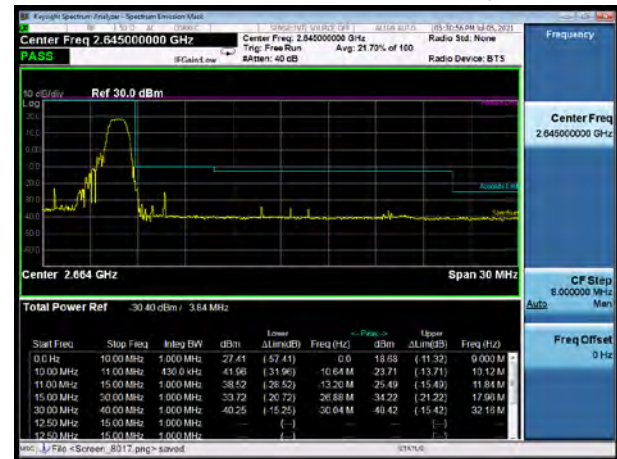 Keysight Spectrum Analyzer - Spectrum Emission Mask
Center Freq 2.645000000 GHz
Center Freq: 2.645000000 GHz
Radio Std: None
Trig: Free Run
Avg: 21.70% of 100
PASS
IFGain:Low
#Atten: 40 dB
Radio Device: BTS
Frequency
10 dB/div
Ref 30.0 dBm
Log
Center Freq
2.645000000 GHz
Center 2.664 GHz
Span 30 MHz
CF Step
8.000000 MHz
Auto
Man
Total Power Ref
-30.40 dBm / 3.84 MHz
Freq Offset
0 Hz
Lower
<-Peak->
Upper
Start Freq
Stop Freq
Integ BW
dBm
ΔLim(dB)
Freq (Hz)
dBm
ΔLim(dB)
Freq (Hz)
0.0 Hz 10.00 MHz 1.000 MHz -27.41 (-57.41) 0.0 18.68 (-11.32) 9.000 M
10.00 MHz 11.00 MHz 430.0 kHz -41.96 (-31.96) -10.64 M -23.71 (-13.71) 10.12 M
11.00 MHz 15.00 MHz 1.000 MHz -38.52 (-28.52) -13.20 M -25.49 (-15.49) 11.84 M
15.00 MHz 30.00 MHz 1.000 MHz -33.72 (-20.72) -26.88 M -34.22 (-21.22) 17.96 M
30.00 MHz 40.00 MHz 1.000 MHz -40.25 (-15.25) -30.04 M -40.42 (-15.42) 32.16 M
12.50 MHz 15.00 MHz 1.000 MHz --- (---) --- (---)
12.50 MHz 15.00 MHz 1.000 MHz --- (---) --- (---)
MSG
File <Screen_8017.png> saved
STATUS